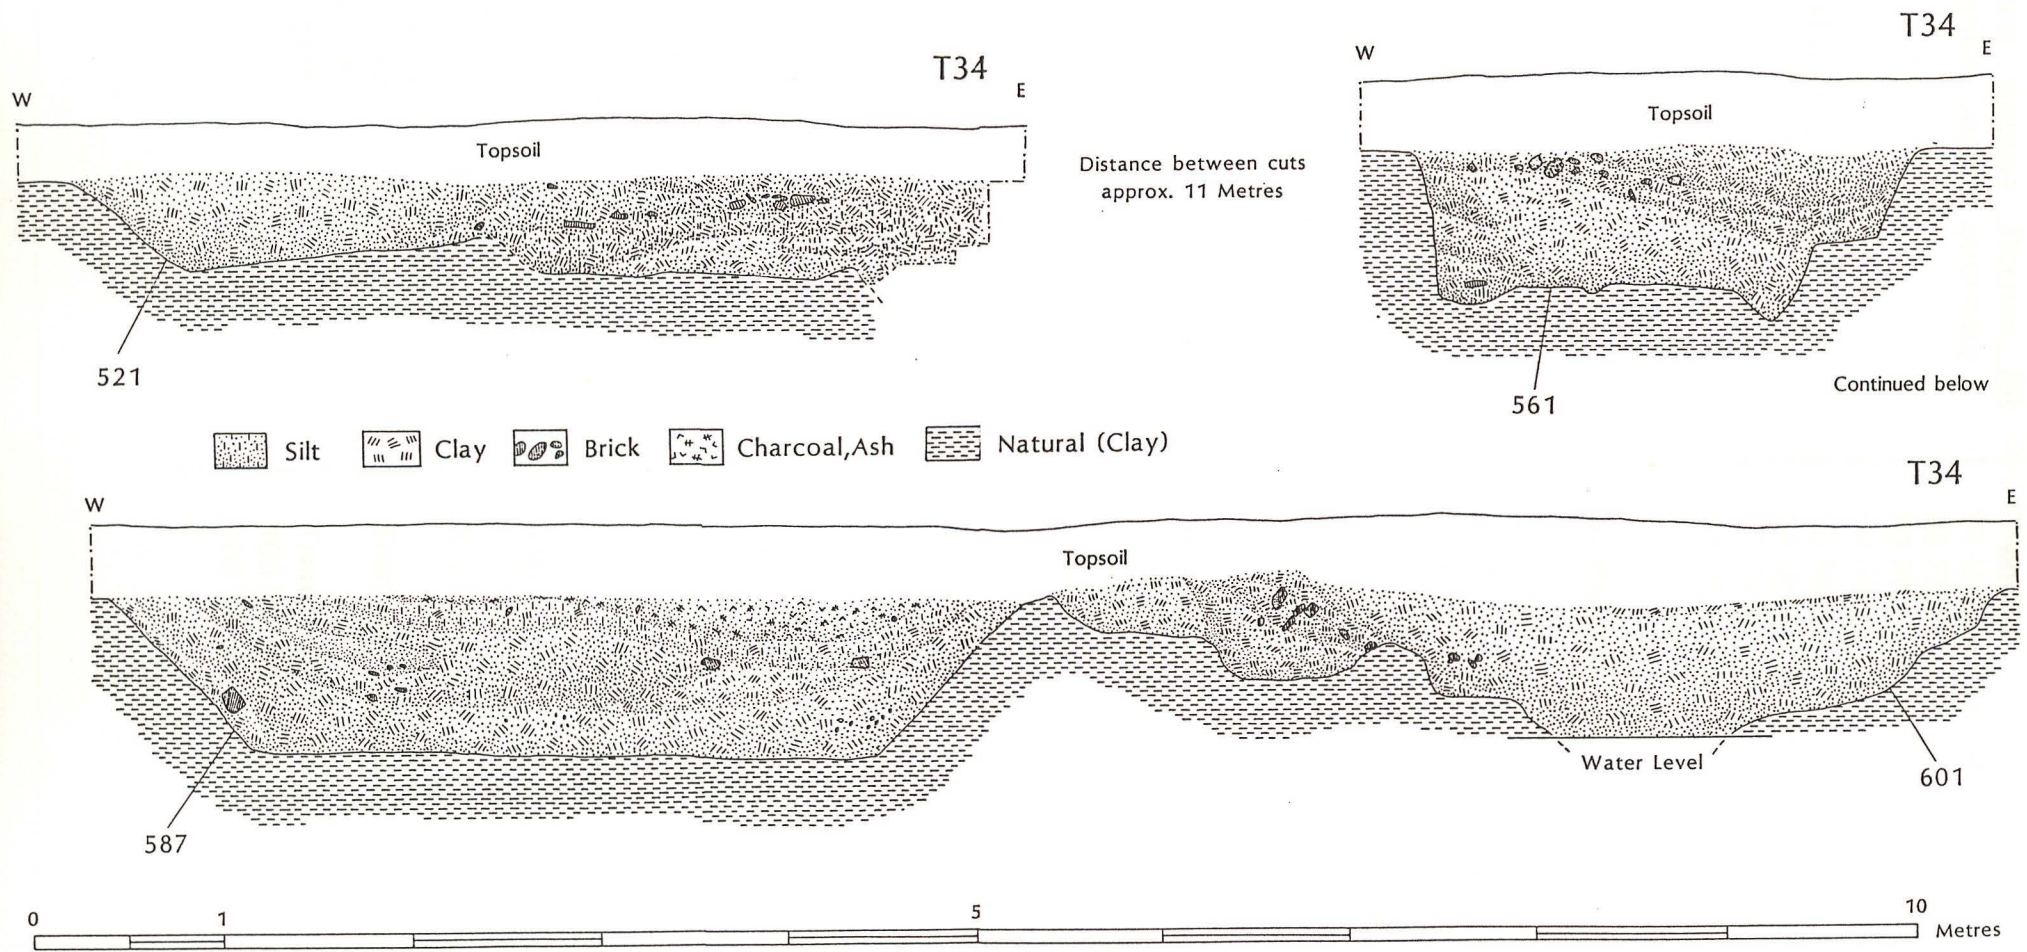 T34
W
E
Topsoil
521
Distance between cuts
approx. 11 Metres
T34
W
E
Topsoil
561
Continued below
Silt
Clay
Brick
Charcoal,Ash
Natural (Clay)
T34
W
E
Topsoil
Water Level
587
601
0 1 5 10
Metres